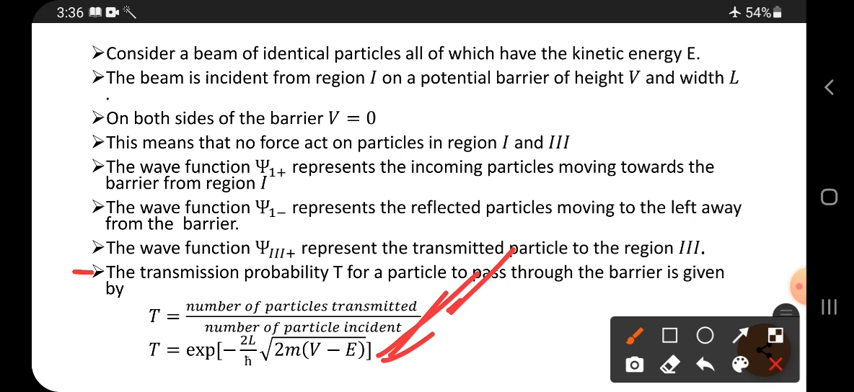 3:36 54%
➢Consider a beam of identical particles all of which have the kinetic energy E.
➢The beam is incident from region I on a potential barrier of height V and width L
.
➢On both sides of the barrier V = 0
➢This means that no force act on particles in region I and III
➢The wave function Ψ₁₊ represents the incoming particles moving towards the
barrier from region I
➢The wave function Ψ₁₋ represents the reflected particles moving to the left away
from the barrier.
➢The wave function Ψ_{III+} represent the transmitted particle to the region III.
➢The transmission probability T for a particle to pass through the barrier is given
by
T = number of particles transmitted / number of particle incident
T = exp[−2L/ħ √2m(V − E)]